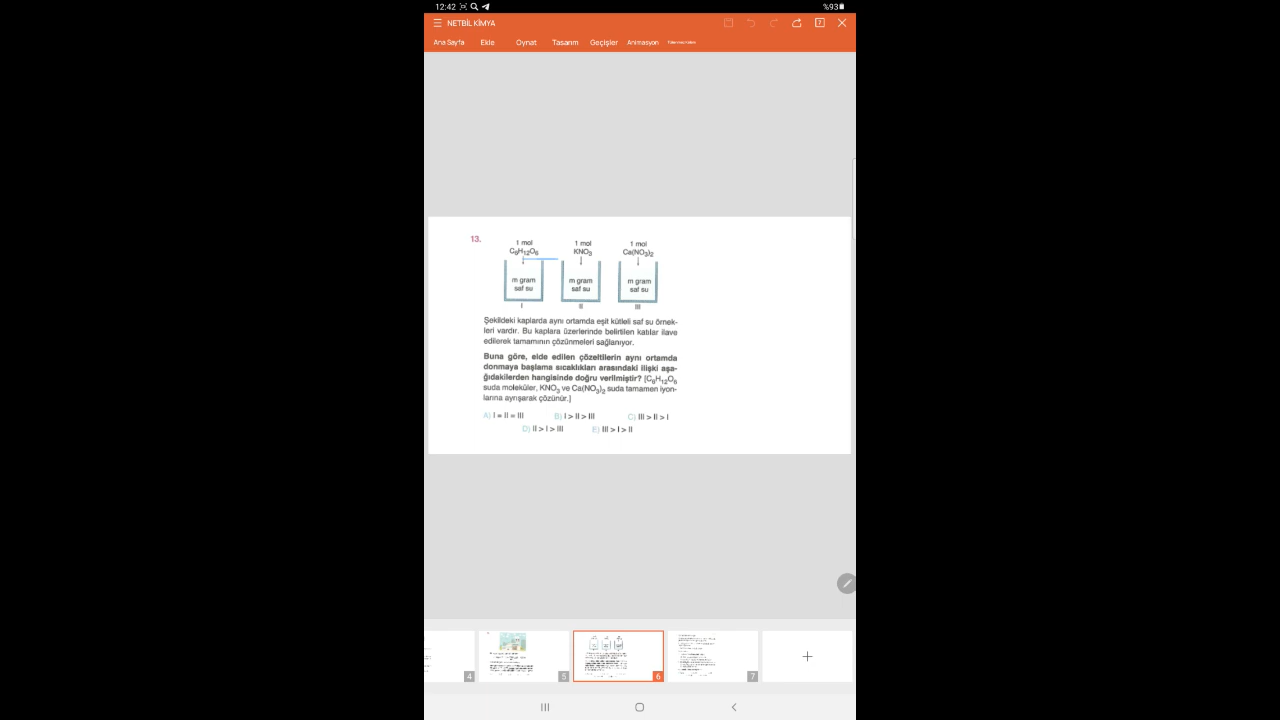 12:42
%93
NETBİL KİMYA
7
Ana Sayfa Ekle Oynat Tasarım Geçişler Animasyon
13.
1 mol 1 mol 1 mol
C₆H₁₂O₆ KNO₃ Ca(NO₃)₂
m gram m gram m gram
saf su saf su saf su
I II III
Şekildeki kaplarda aynı ortamda eşit kütleli saf su örnek-
leri vardır. Bu kaplara üzerlerinde belirtilen katılar ilave
edilerek tamamının çözünmeleri sağlanıyor.
Buna göre, elde edilen çözeltilerin aynı ortamda
donmaya başlama sıcaklıkları arasındaki ilişki aşa-
ğıdakilerden hangisinde doğru verilmiştir? [C₆H₁₂O₆
suda moleküler, KNO₃ ve Ca(NO₃)₂ suda tamamen iyon-
larına ayrışarak çözünür.]
A) I = II = III B) I > II > III C) III > II > I
D) II > I > III E) III > I > II
4 5 6 7